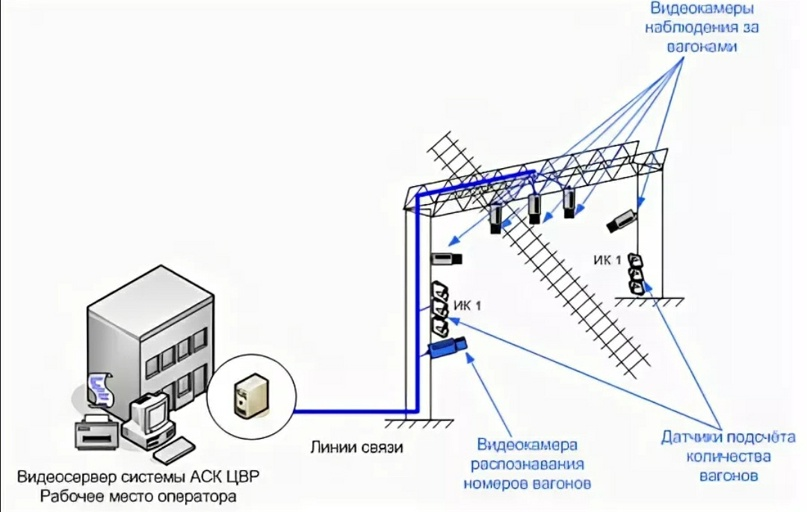 Видеокамеры
наблюдения за
вагонами
ИК 1
ИК 1
Линии связи
Видеокамера
распознавания
номеров вагонов
Датчики подсчёта
количества
вагонов
Видеосервер системы АСК ЦВР
Рабочее место оператора